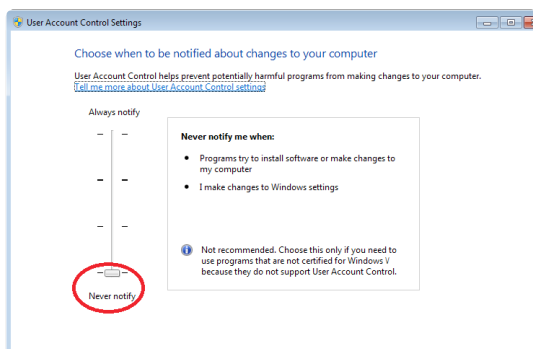 User Account Control Settings
Choose when to be notified about changes to your computer
User Account Control helps prevent potentially harmful programs from making changes to your computer.
Tell me more about User Account Control settings
Always notify
Never notify me when:
• Programs try to install software or make changes to
my computer
• I make changes to Windows settings
Not recommended. Choose this only if you need to
use programs that are not certified for Windows V
because they do not support User Account Control.
Never notify